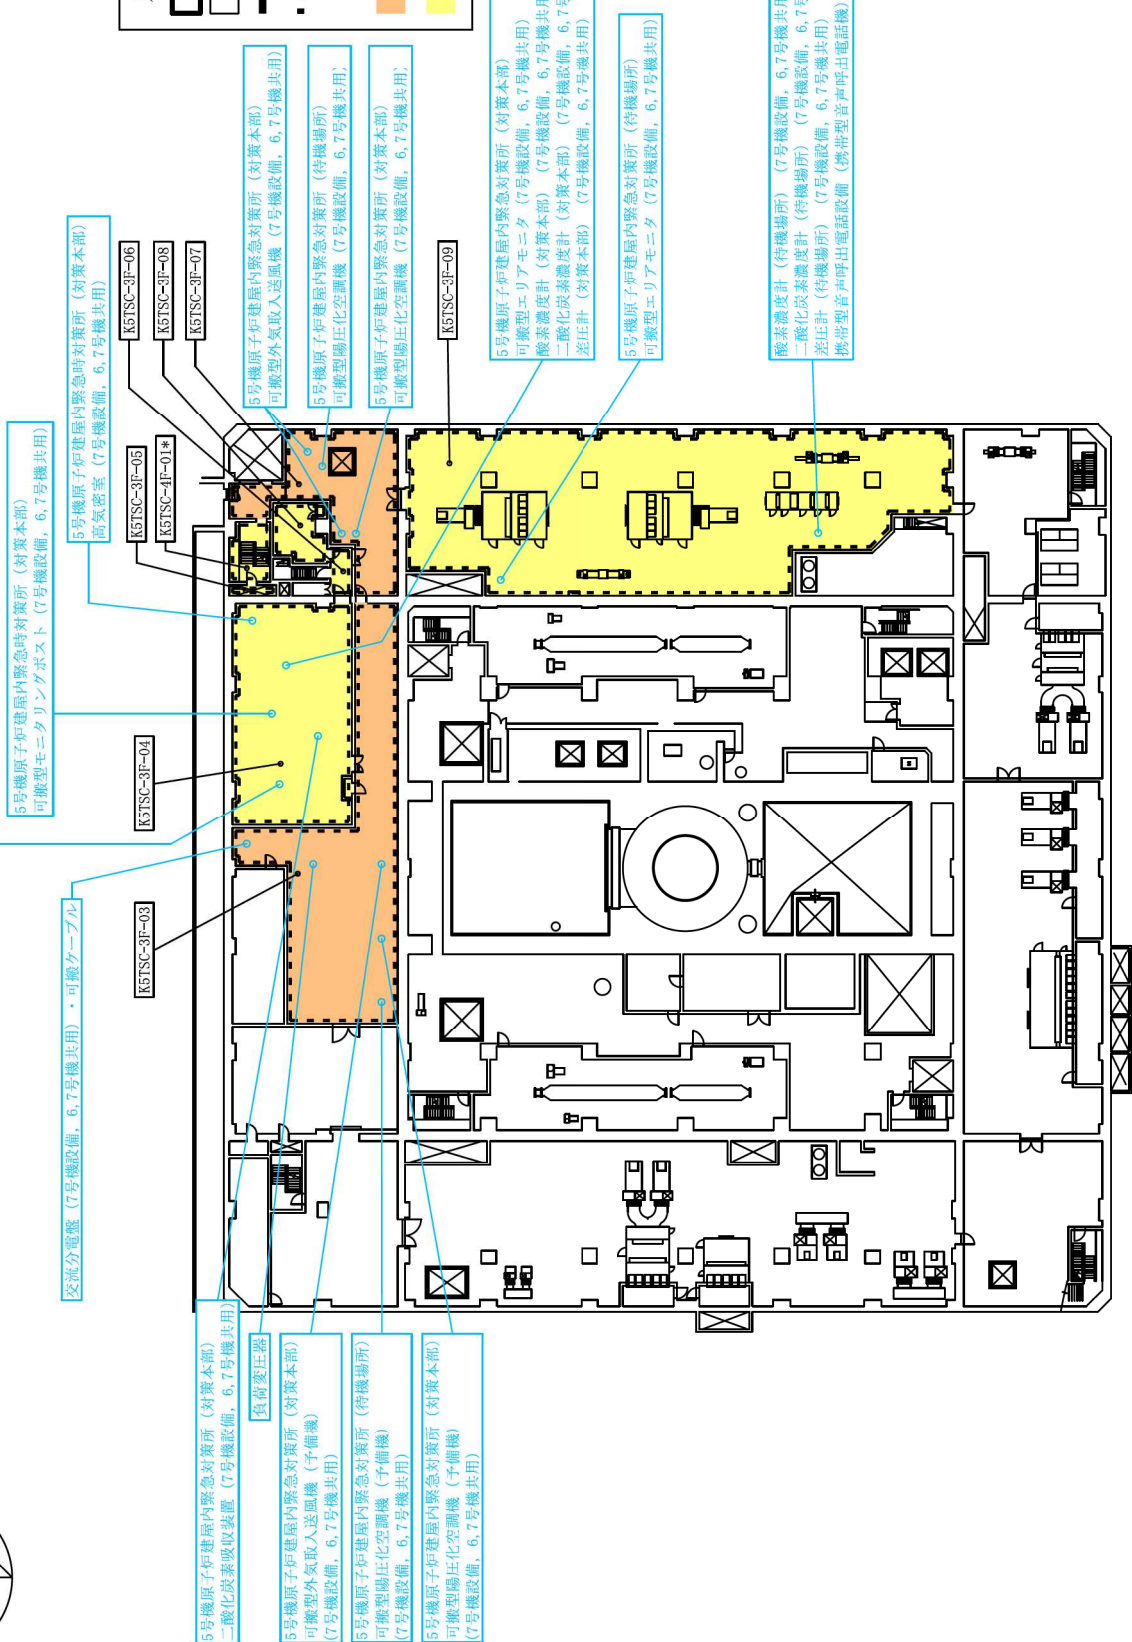 5号機原子炉建屋内緊急時対策所（対策本部）
可搬型モニタリングポスト（7号機設備，6,7号機共用）
5号機原子炉建屋内緊急時対策所（対策本部）
高気密室（7号機設備，6,7号機共用）
交流分電盤（7号機設備，6,7号機共用）・可搬ケーブル
K5TSC-3F-03
K5TSC-3F-04
K5TSC-3F-05
K5TSC-4F-01*
K5TSC-3F-06
K5TSC-3F-08
K5TSC-3F-07
5号機原子炉建屋内緊急対策所（対策本部）
可搬型外気取入送風機（7号機設備，6,7号機共用）
5号機原子炉建屋内緊急対策所（待機場所）
可搬型陽圧化空調機（7号機設備，6,7号機共用）
5号機原子炉建屋内緊急対策所（対策本部）
可搬型陽圧化空調機（7号機設備，6,7号機共用）
K5TSC-3F-09
5号機原子炉建屋内緊急対策所（対策本部）
可搬型エリアモニタ（7号機設備，6,7号機共用）
酸素濃度計（対策本部）（7号機設備，6,7号機共用
二酸化炭素濃度計（対策本部）（7号機設備，6,7号
差圧計（対策本部）（7号機設備，6,7号機共用）
5号機原子炉建屋内緊急対策所（待機場所）
可搬型エリアモニタ（7号機設備，6,7号機共用）
酸素濃度計（待機場所）（7号機設備，6,7号機共用
二酸化炭素濃度計（待機場所）（7号機設備，6,7号
差圧計（待機場所）（7号機設備，6,7号機共用）
携帯型音声呼出電話設備（携帯型音声呼出電話機）
5号機原子炉建屋内緊急対策所（対策本部）
二酸化炭素吸収装置（7号機設備，6,7号機共用）
負荷変圧器
5号機原子炉建屋内緊急対策所（対策本部）
可搬型外気取入送風機（予備機）
（7号機設備，6,7号機共用）
5号機原子炉建屋内緊急対策所（待機場所）
可搬型陽圧化空調機（予備機）
（7号機設備，6,7号機共用）
5号機原子炉建屋内緊急対策所（対策本部）
可搬型陽圧化空調機（予備機）
（7号機設備，6,7号機共用）